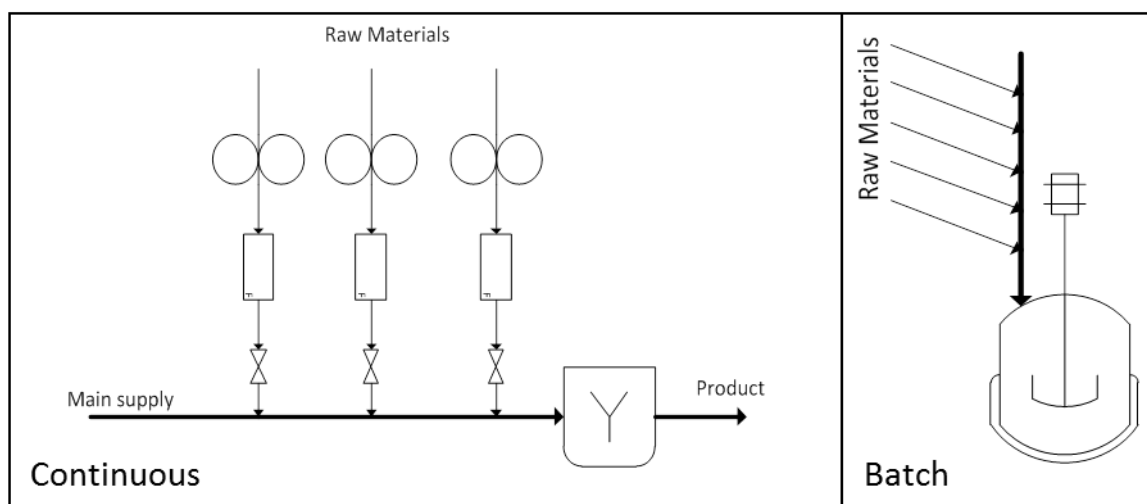 Raw Materials
F
F
F
Main supply
Product
Continuous
Raw Materials
Batch